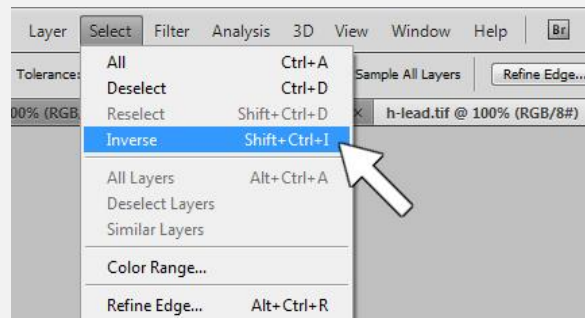 Layer Select Filter Analysis 3D View Window Help Br
Tolerance: Sample All Layers Refine Edge...
00% (RGB × h-lead.tif @ 100% (RGB/8#)
All Ctrl+A
Deselect Ctrl+D
Reselect Shift+Ctrl+D
Inverse Shift+Ctrl+I
All Layers Alt+Ctrl+A
Deselect Layers
Similar Layers
Color Range...
Refine Edge... Alt+Ctrl+R